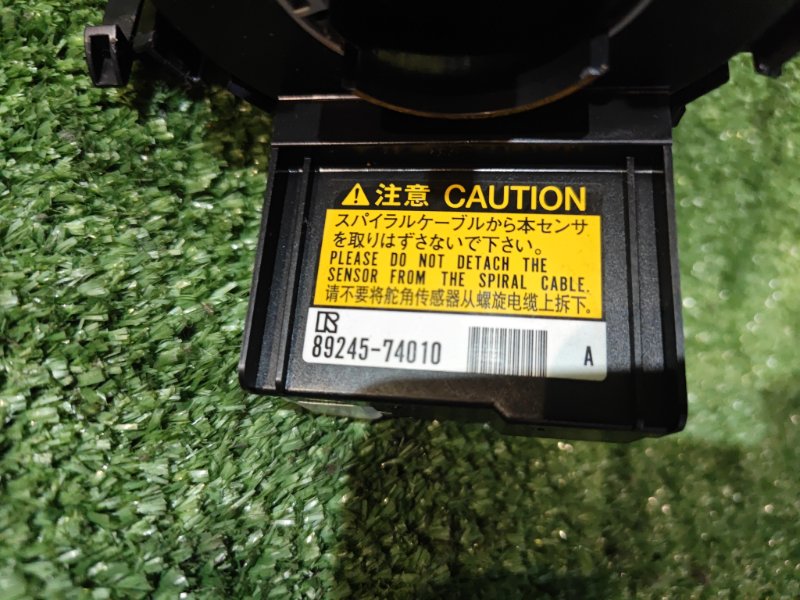 ⚠注意 CAUTION
スパイラルケーブルから本センサ
を取りはずさないで下さい。
PLEASE DO NOT DETACH THE
SENSOR FROM THE SPIRAL CABLE.
请不要将舵角传感器从螺旋电缆上拆下。
89245-74010 A